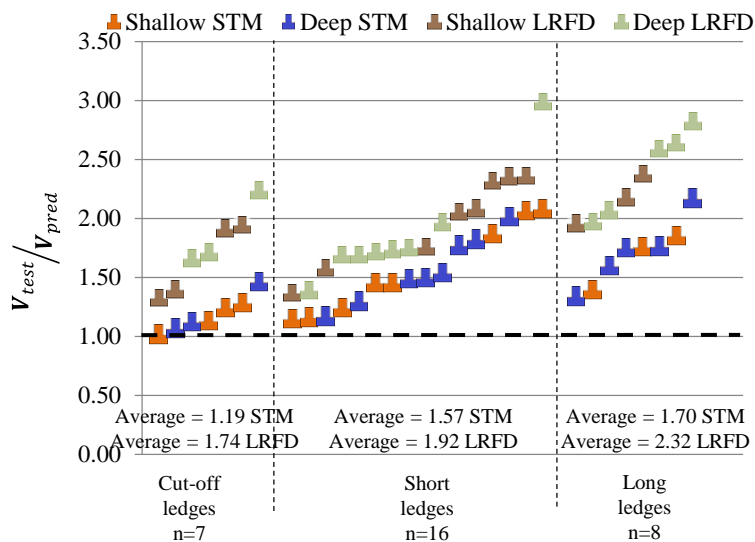 Shallow STM Deep STM Shallow LRFD Deep LRFD
3.50
3.00
2.50
2.00
1.50
1.00
0.50
0.00
V_test/V_pred
Average = 1.19 STM
Average = 1.74 LRFD
Average = 1.57 STM
Average = 1.92 LRFD
Average = 1.70 STM
Average = 2.32 LRFD
Cut-off
ledges
n=7
Short
ledges
n=16
Long
ledges
n=8